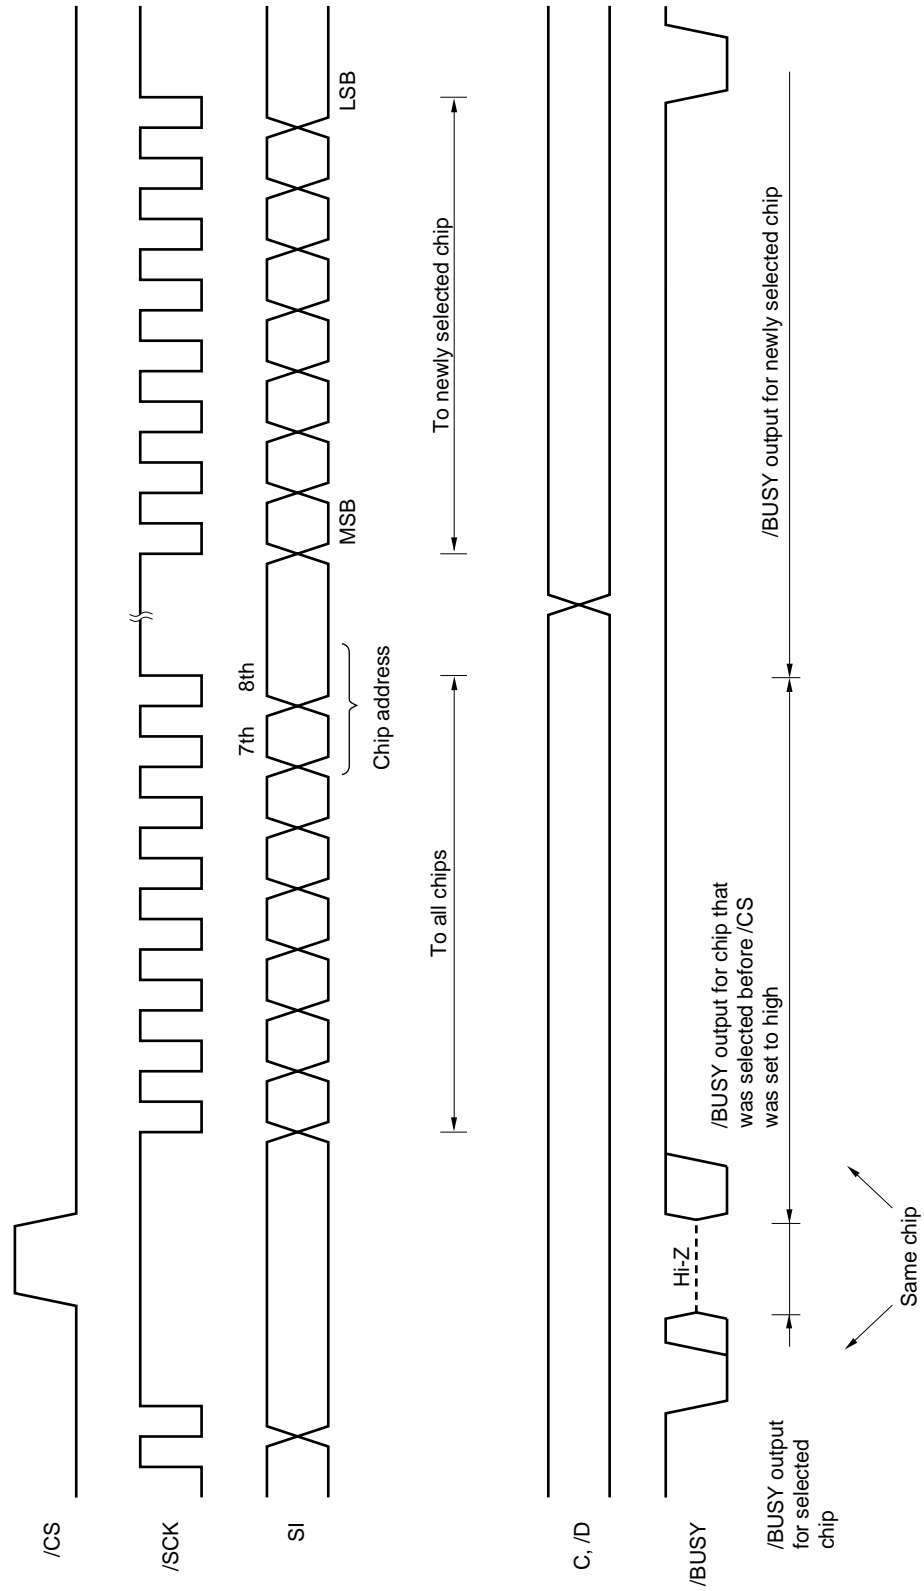 /CS
/SCK
SI
7th
8th
MSB
LSB
Chip address
To all chips
To newly selected chip
C, /D
/BUSY
Hi-Z
/BUSY output
for selected
chip
/BUSY output for chip that
was selected before /CS
was set to high
/BUSY output for newly selected chip
Same chip